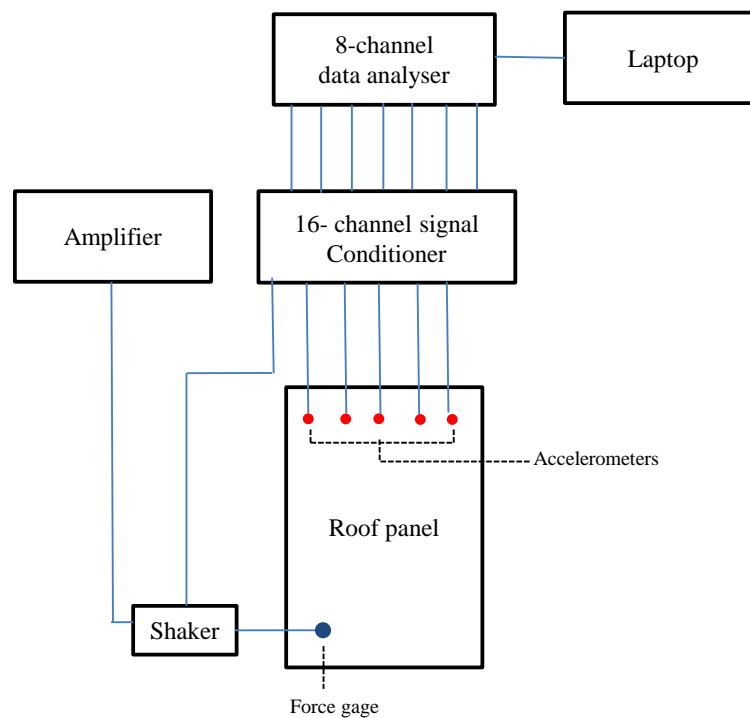 8-channel
data analyser
Laptop
Amplifier
16- channel signal
Conditioner
Accelerometers
Roof panel
Shaker
Force gage